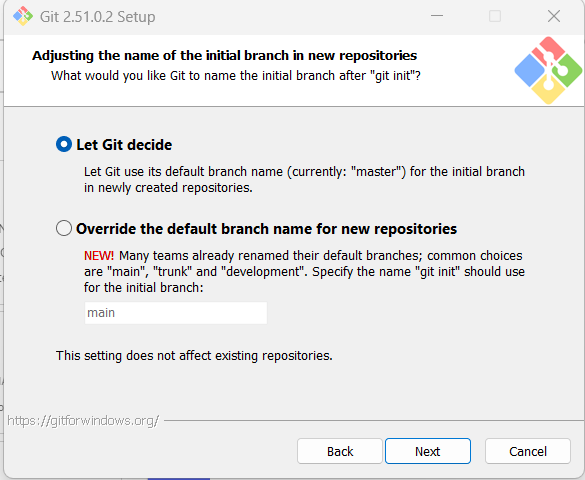 Git 2.51.0.2 Setup
Adjusting the name of the initial branch in new repositories
What would you like Git to name the initial branch after "git init"?
Let Git decide
Let Git use its default branch name (currently: "master") for the initial branch
in newly created repositories.
Override the default branch name for new repositories
NEW! Many teams already renamed their default branches; common choices
are "main", "trunk" and "development". Specify the name "git init" should use
for the initial branch:
main
This setting does not affect existing repositories.
https://gitforwindows.org/
Back
Next
Cancel